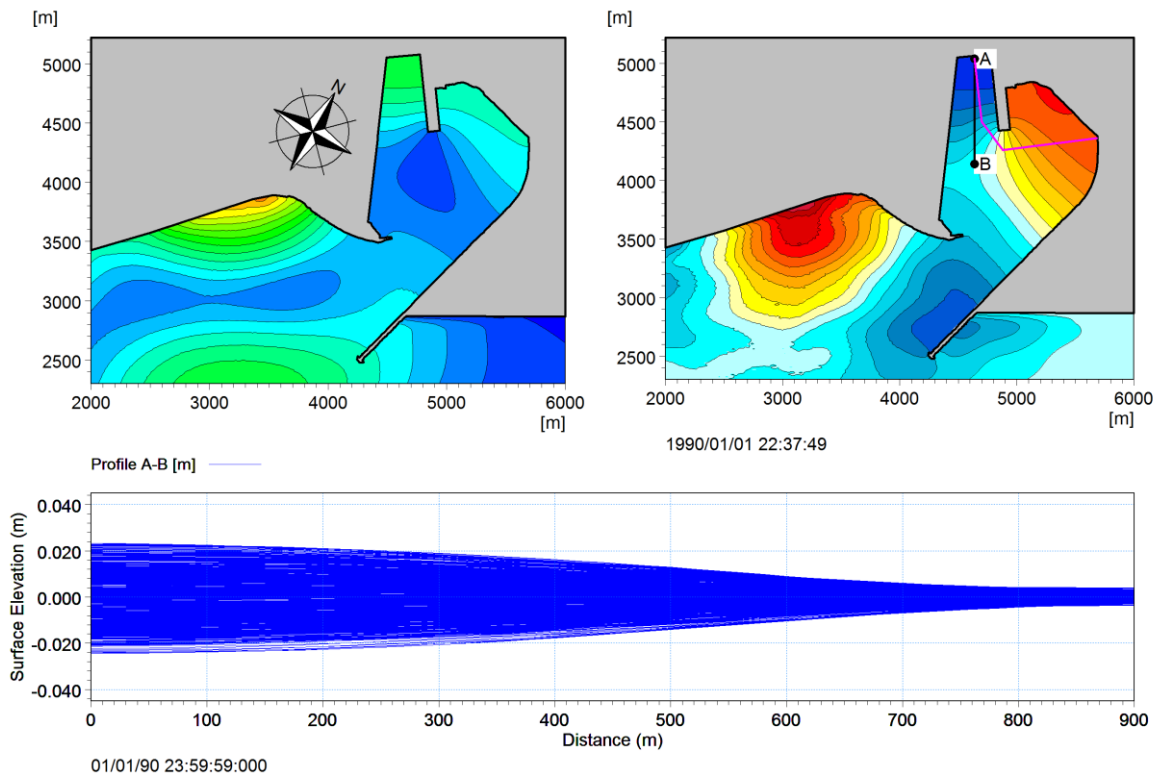 [m]
5000
4500
4000
3500
3000
2500
N
2000 3000 4000 5000 6000
[m]
[m]
5000
4500
4000
3500
3000
2500
A
B
2000 3000 4000 5000 6000
[m]
1990/01/01 22:37:49
Profile A-B [m]
Surface Elevation (m)
0.040
0.020
0.000
-0.020
-0.040
0 100 200 300 400 500 600 700 800 900
Distance (m)
01/01/90 23:59:59:000